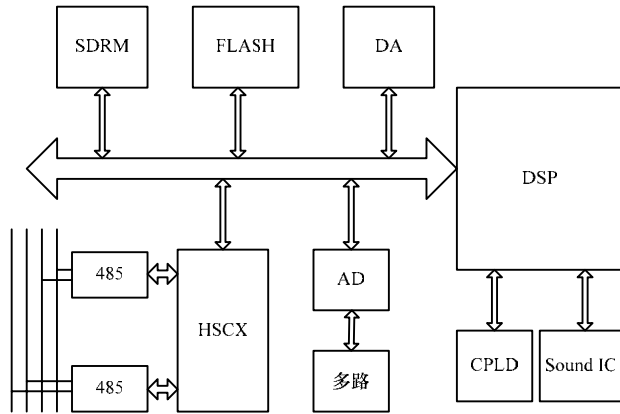 SDRM
FLASH
DA
DSP
485
HSCX
AD
485
多路
CPLD
Sound IC